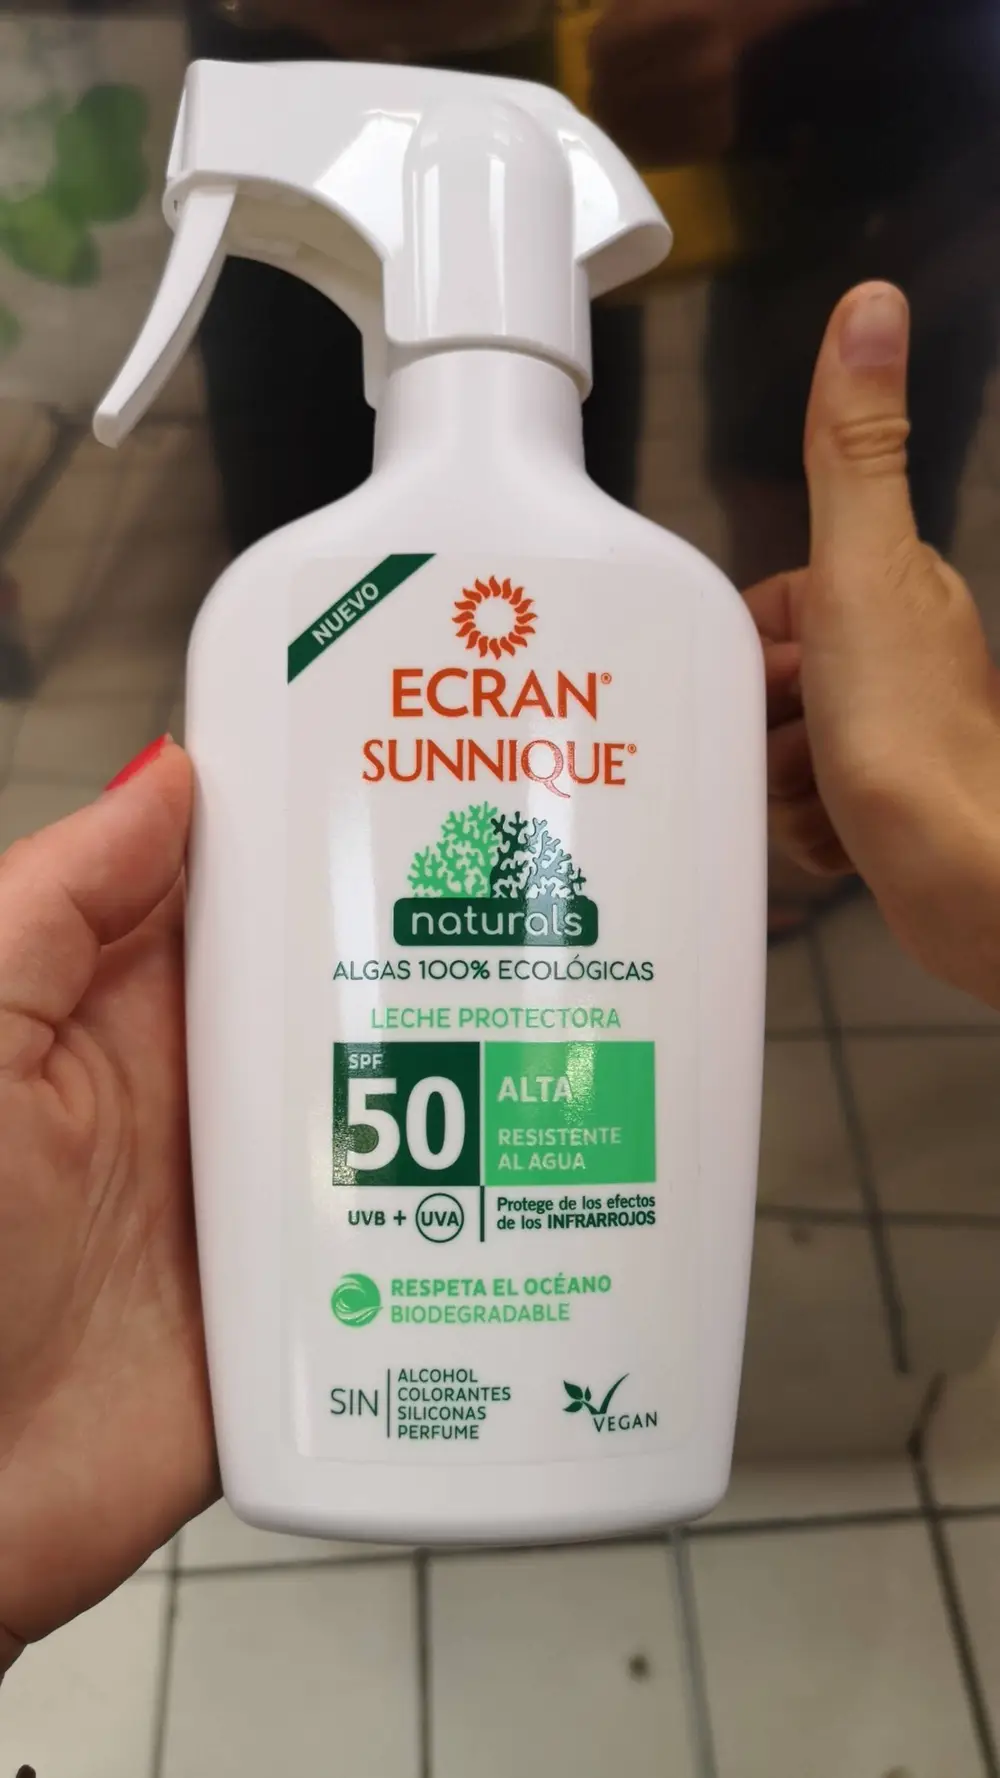 NUEVO
ECRAN®
SUNNIQUE®
naturals
ALGAS 100% ECOLÓGICAS
LECHE PROTECTORA
SPF
50
ALTA
RESISTENTE
AL AGUA
UVB + UVA
Protege de los efectos
de los INFRARROJOS
RESPETA EL OCÉANO
BIODEGRADABLE
SIN
ALCOHOL
COLORANTES
SILICONAS
PERFUME
VEGAN